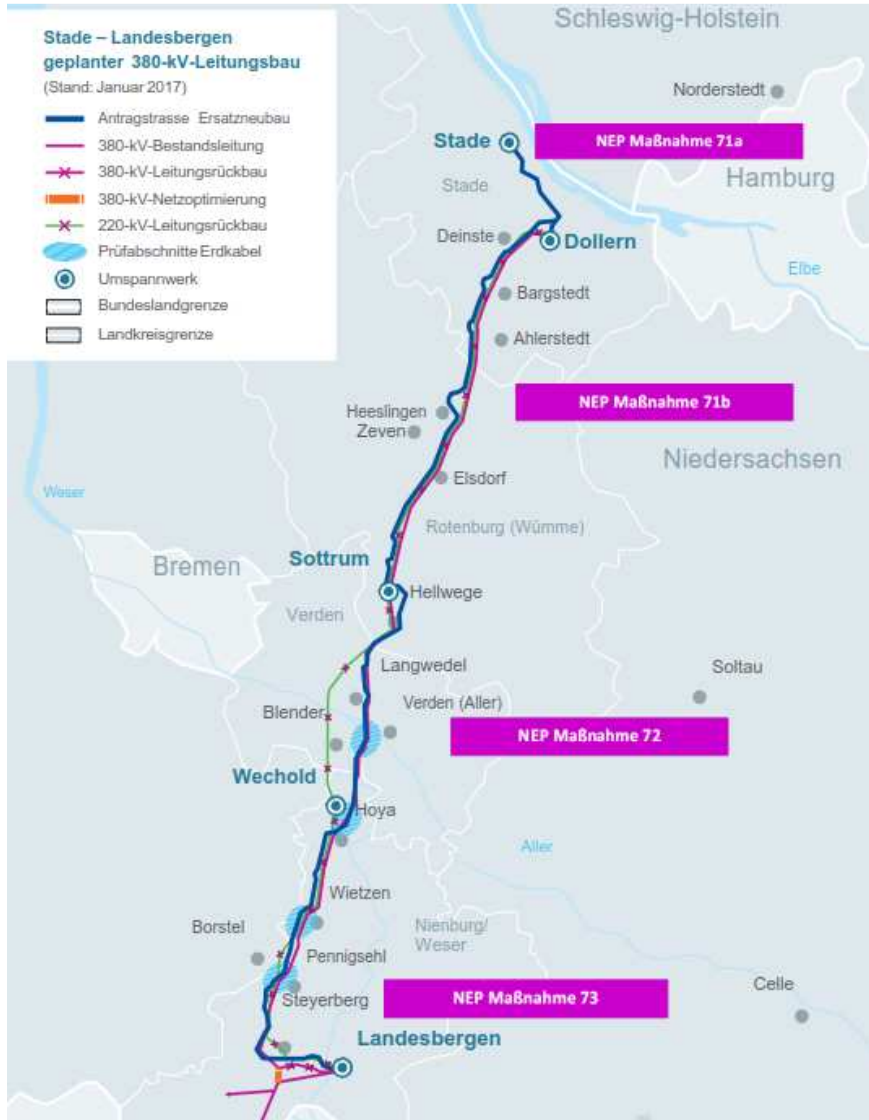 Schleswig-Holstein
Stade – Landesbergen
geplanter 380-kV-Leitungsbau
(Stand: Januar 2017)
Antragstrasse Ersatzneubau
380-kV-Bestandsleitung
380-kV-Leitungsrückbau
380-kV-Netzoptimierung
220-kV-Leitungsrückbau
Prüfabschnitte Erdkabel
Umspannwerk
Bundeslandgrenze
Landkreisgrenze
Norderstedt
Stade
NEP Maßnahme 71a
Hamburg
Stade
Deinste
Dollern
Elbe
Bargstedt
Ahlerstedt
NEP Maßnahme 71b
Heeslingen
Zeven
Niedersachsen
Elsdorf
Weser
Rotenburg (Wümme)
Sottrum
Bremen
Hellwege
Verden
Langwedel
Soltau
Blender
Verden (Aller)
NEP Maßnahme 72
Wechold
Hoya
Aller
Wietzen
Borstel
Nienburg/
Weser
Pennigsehl
Steyerberg
NEP Maßnahme 73
Celle
Landesbergen